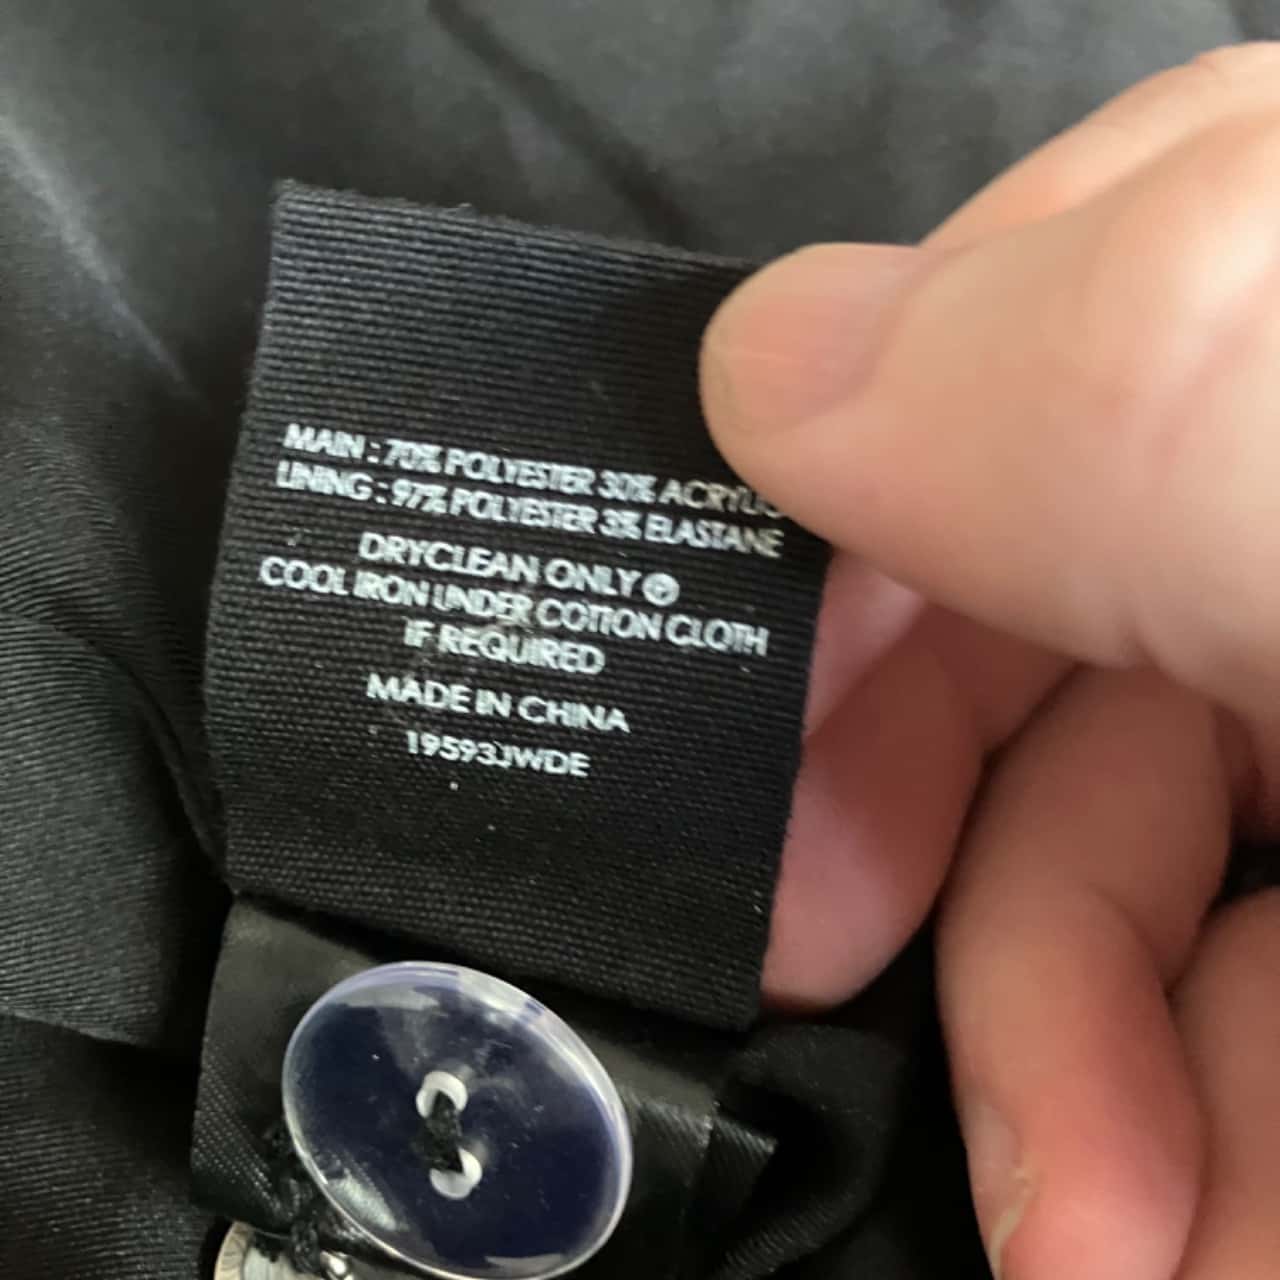 MAIN : 70% POLYESTER 30% ACRYLIC
LINING : 97% POLYESTER 3% ELASTANE
DRYCLEAN ONLY Ⓟ
COOL IRON UNDER COTTON CLOTH
IF REQUIRED
MADE IN CHINA
19593JWDE